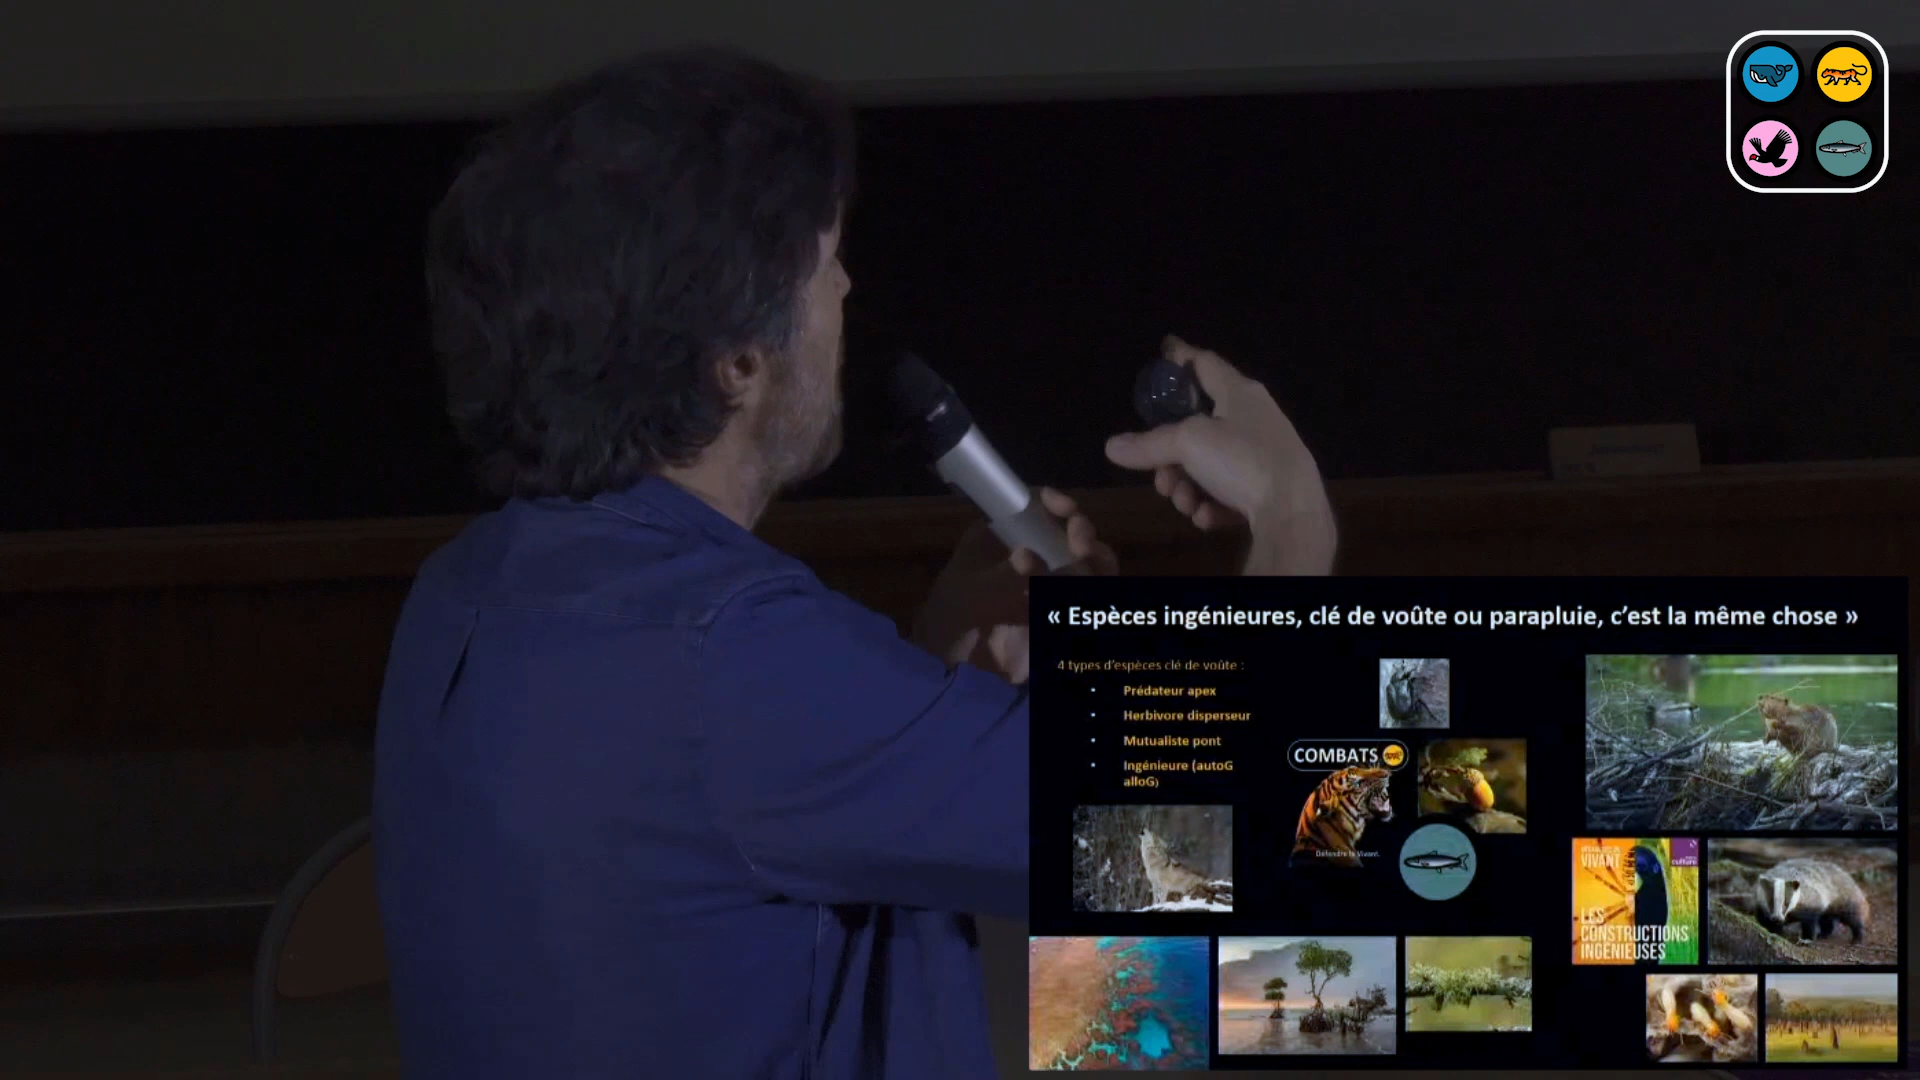 « Espèces ingénieures, clé de voûte ou parapluie, c’est la même chose »
4 types d’espèces clé de voûte :
• Prédateur apex
• Herbivore disperseur
• Mutualiste pont
• Ingénieure (autoG
alloG)
COMBATS
Défendre le Vivant.
VIVANT
culture
LES
CONSTRUCTIONS
INGÉNIEUSES